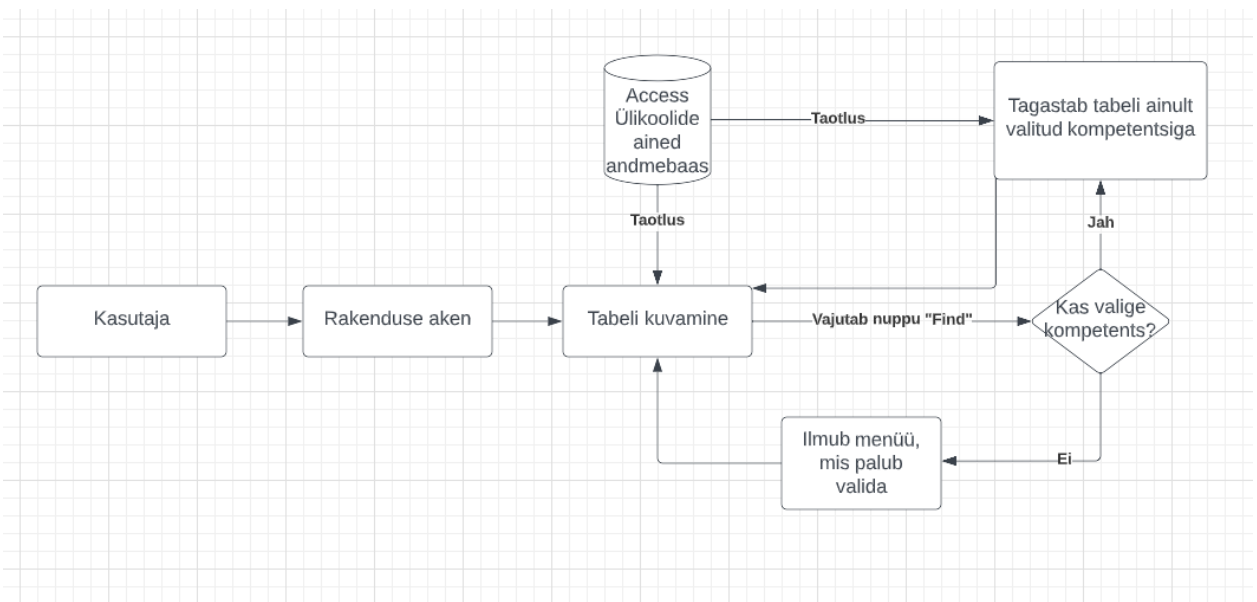 Access
Ülikoolide
ained
andmebaas
Taotlus
Tagastab tabeli ainult
valitud kompetentsiga
Taotlus
Jah
Kasutaja
Rakenduse aken
Tabeli kuvamine
Vajutab nuppu "Find"
Kas valige
kompetents?
Ilmub menüü,
mis palub
valida
Ei